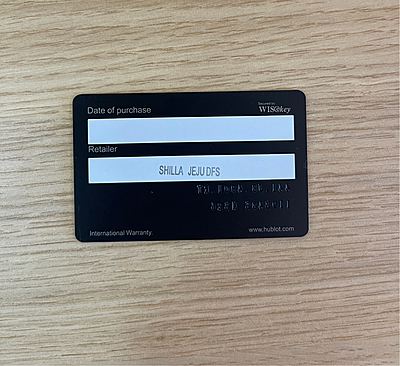 Date of purchase
Secured by
WISekey
Retailer
SHILLA JEJU DFS
International Warranty
www.hublot.com